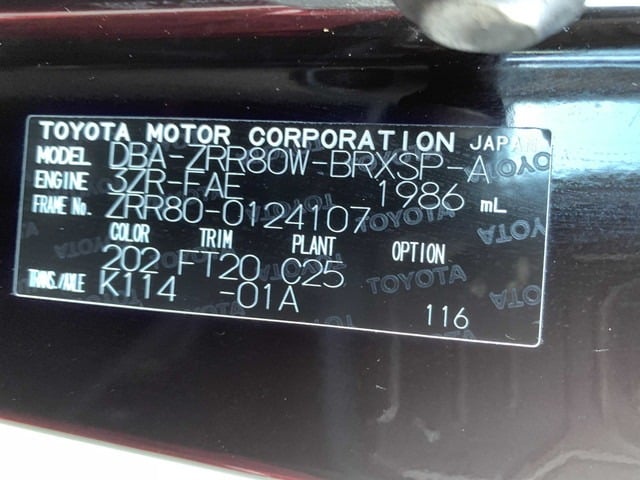 TOYOTA MOTOR CORPORATION JAPAN
MODEL DBA-ZRR80W-BRXSP-A
ENGINE 3ZR-FAE 1986 mL
FRAME No. ZRR80-0124107
COLOR TRIM PLANT OPTION
202 FT20 C25
TRANS./AXLE K114 -01A
116